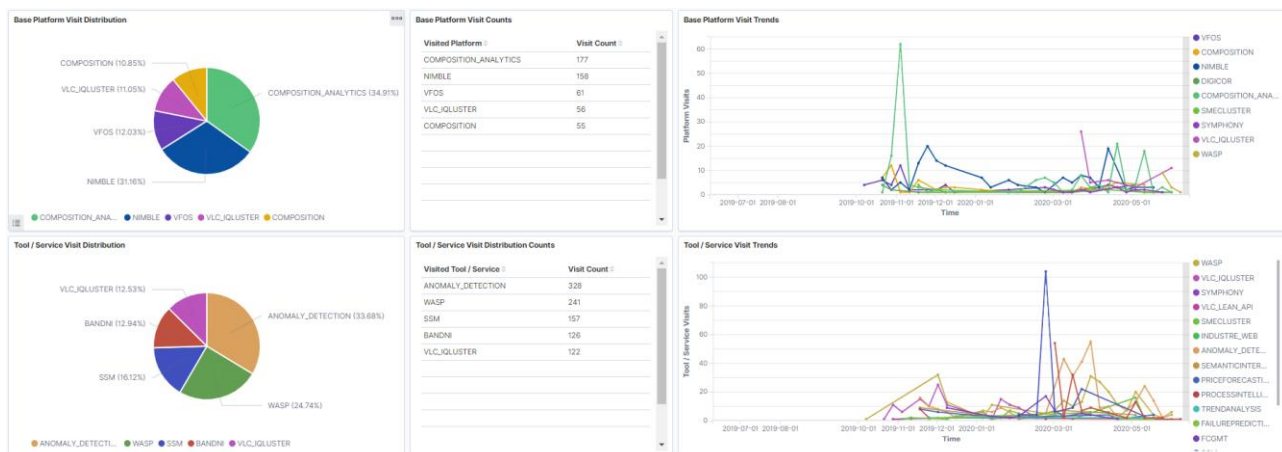 Base Platform Visit Distribution
COMPOSITION (10.85%)
VLC_IQLUSTER (11.05%)
COMPOSITION_ANALYTICS (34.91%)
VFOS (12.03%)
NIMBLE (31.16%)
COMPOSITION_ANA... NIMBLE VFOS VLC_IQLUSTER COMPOSITION
Base Platform Visit Counts
Visited Platform Visit Count
COMPOSITION_ANALYTICS 177
NIMBLE 158
VFOS 61
VLC_IQLUSTER 56
COMPOSITION 55
Base Platform Visit Trends
Platform Visits
60
50
40
30
20
10
0
2019-07-01 2019-08-01 2019-10-01 2019-11-01 2019-12-01 2020-01-01 2020-03-01 2020-05-01
Time
VFOS
COMPOSITION
NIMBLE
DIGICOR
COMPOSITION_ANA...
SMECLUSTER
SYMPHONY
VLC_IQLUSTER
WASP
Tool / Service Visit Distribution
VLC_IQLUSTER (12.53%)
ANOMALY_DETECTION (33.68%)
BANDNI (12.94%)
SSM (16.12%)
WASP (24.74%)
ANOMALY_DETECTI... WASP SSM BANDNI VLC_IQLUSTER
Tool / Service Visit Distribution Counts
Visited Tool / Service Visit Count
ANOMALY_DETECTION 328
WASP 241
SSM 157
BANDNI 126
VLC_IQLUSTER 122
Tool / Service Visit Trends
Tool / Service Visits
100
80
60
40
20
0
2019-07-01 2019-08-01 2019-10-01 2019-11-01 2019-12-01 2020-01-01 2020-03-01 2020-05-01
Time
WASP
VLC_IQLUSTER
SYMPHONY
VLC_LEAN_API
SMECLUSTER
INDUSTRE_WEB
ANOMALY_DETE...
SEMANTICINTER...
PRICEFORECASTI...
PROCESSINTELLI...
TRENDANALYSIS
FAILUREPREDICTI...
FCGMT